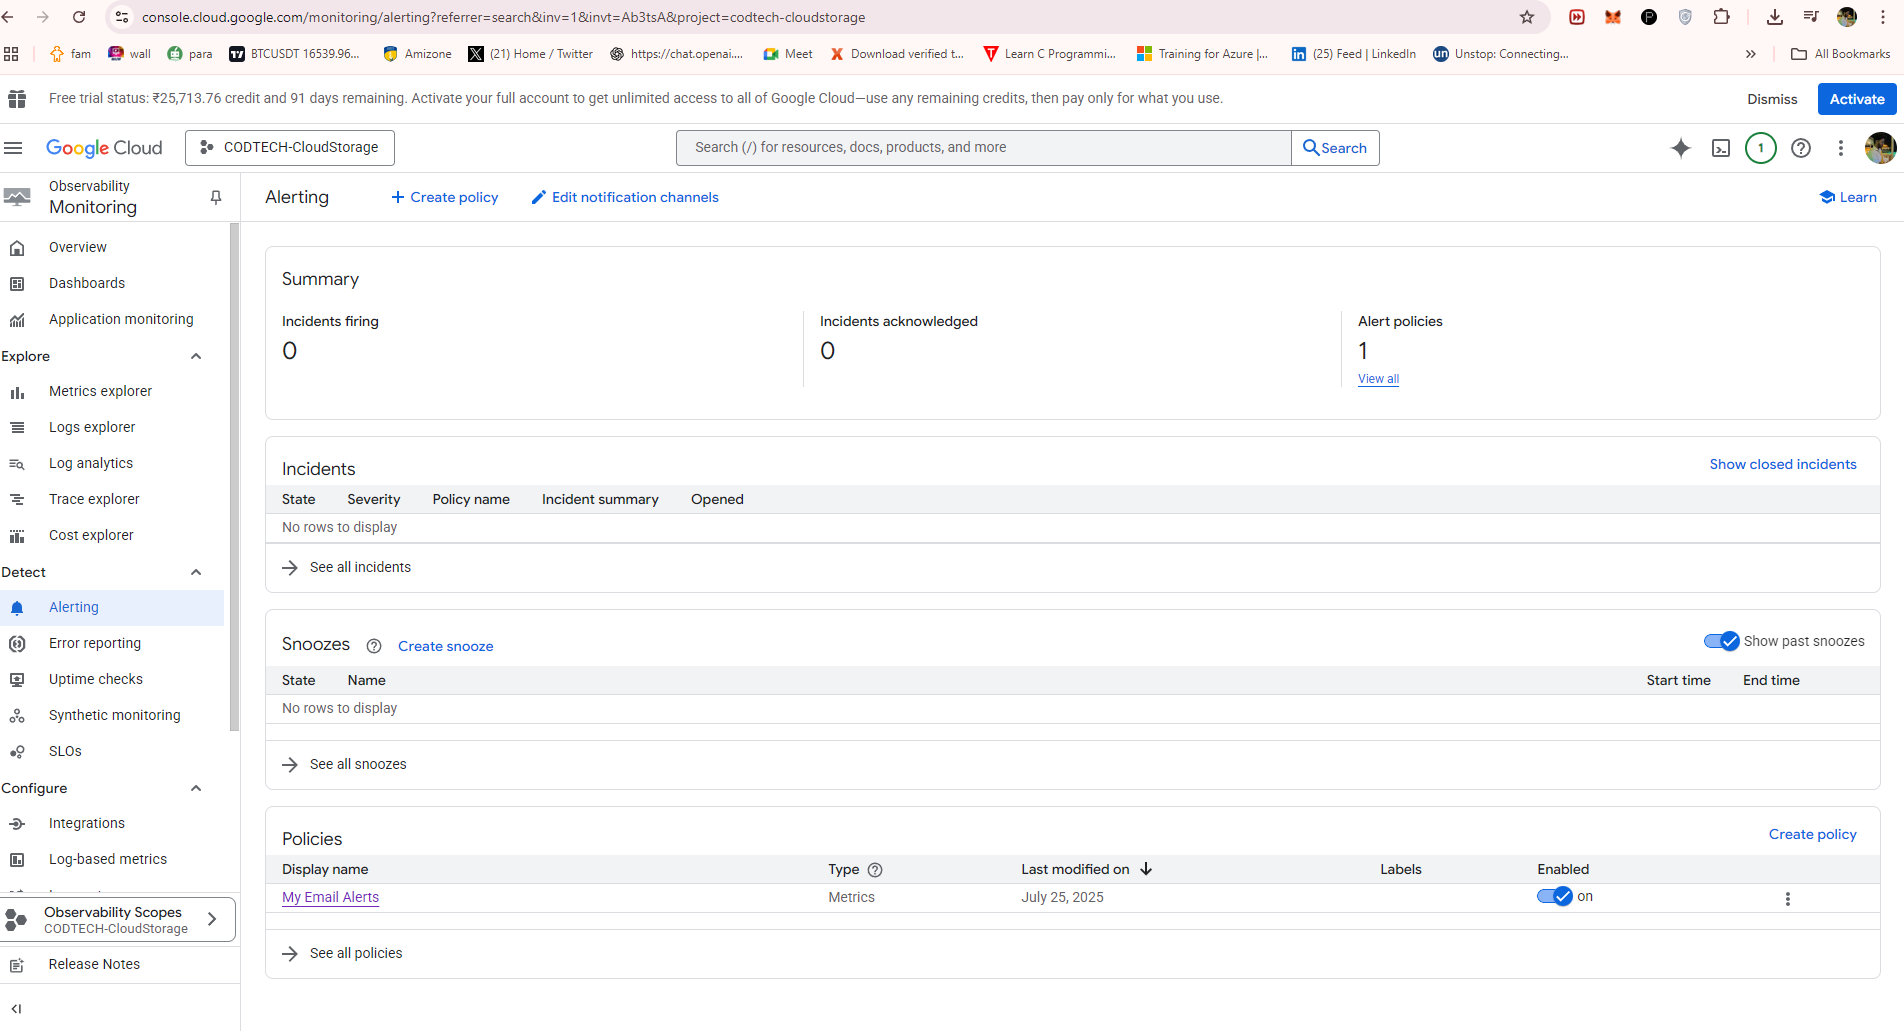 console.cloud.google.com/monitoring/alerting?referrer=search&inv=1&invt=Ab3tsA&project=codtech-cloudstorage
fam
wall
para
BTCUSDT 16539.96...
Amizone
(21) Home / Twitter
https://chat.openai....
Meet
Download verified t...
Learn C Programmi...
Training for Azure |...
(25) Feed | LinkedIn
Unstop: Connecting...
All Bookmarks
Free trial status: ₹25,713.76 credit and 91 days remaining. Activate your full account to get unlimited access to all of Google Cloud—use any remaining credits, then pay only for what you use.
Dismiss
Activate
Google Cloud
CODTECH-CloudStorage
Search (/) for resources, docs, products, and more
Search
1
Observability
Monitoring
Overview
Dashboards
Application monitoring
Explore
Metrics explorer
Logs explorer
Log analytics
Trace explorer
Cost explorer
Detect
Alerting
Error reporting
Uptime checks
Synthetic monitoring
SLOs
Configure
Integrations
Log-based metrics
Observability Scopes
CODTECH-CloudStorage
Release Notes
Alerting
Create policy
Edit notification channels
Learn
Summary
Incidents firing
0
Incidents acknowledged
0
Alert policies
1
View all
Incidents
Show closed incidents
State Severity Policy name Incident summary Opened
No rows to display
See all incidents
Snoozes
Create snooze
Show past snoozes
State Name Start time End time
No rows to display
See all snoozes
Policies
Create policy
Display name Type Last modified on Labels Enabled
My Email Alerts Metrics July 25, 2025 on
See all policies